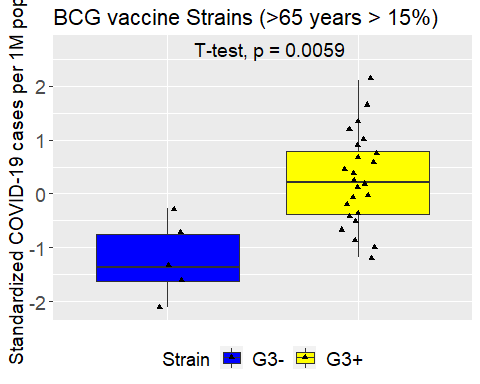 BCG vaccine Strains (>65 years > 15%)
T-test, p = 0.0059
Standardized COVID-19 cases per 1M pop
2
1
0
-1
-2
Strain G3- G3+